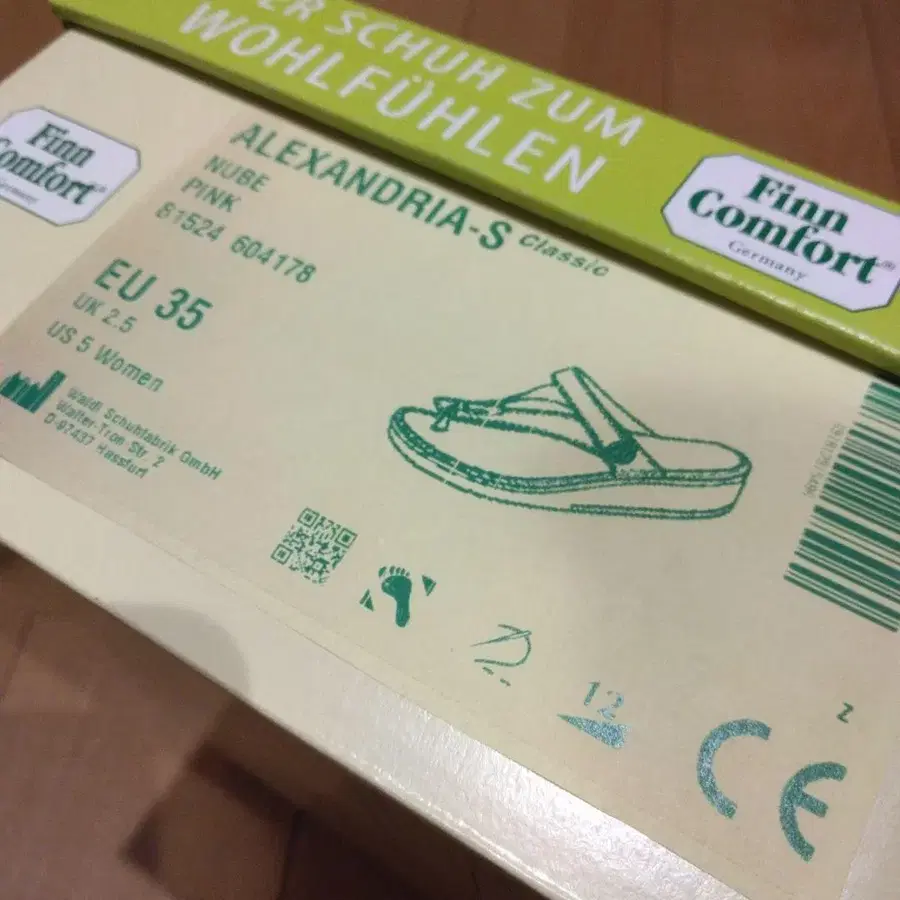 ER SCHUH ZUM
WOHLFÜHLEN
Finn
Comfort®
Germany
Finn
Comfort®
Germany
ALEXANDRIA-S Classic
NUBE
PINK
81524 604178
EU 35
UK 2.5
US 5 Women
Waldi Schuhfabrik GmbH
Walter-Tron Str. 2
D-97437 Hassfurt
12
Z
CE